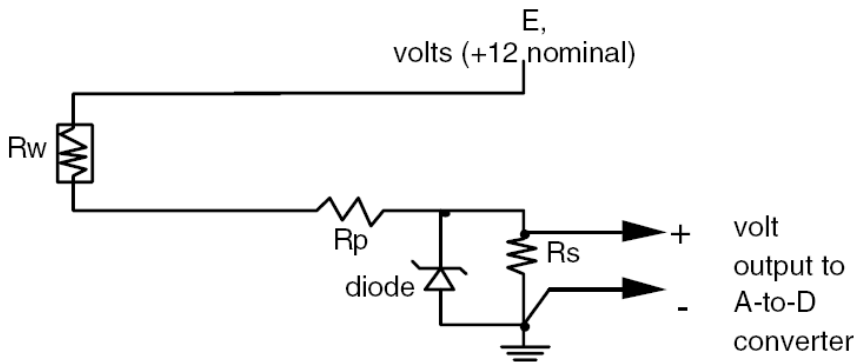 E,
volts (+12 nominal)
Rw
Rp
diode
Rs
+ volt
output to
- A-to-D
converter